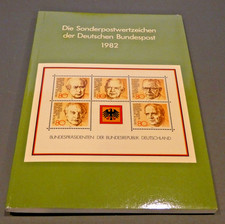 Die Sonderpostwertzeichen
der Deutschen Bundespost
1982
BUNDESPRÄSIDENTEN DER BUNDESREPUBLIK DEUTSCHLAND